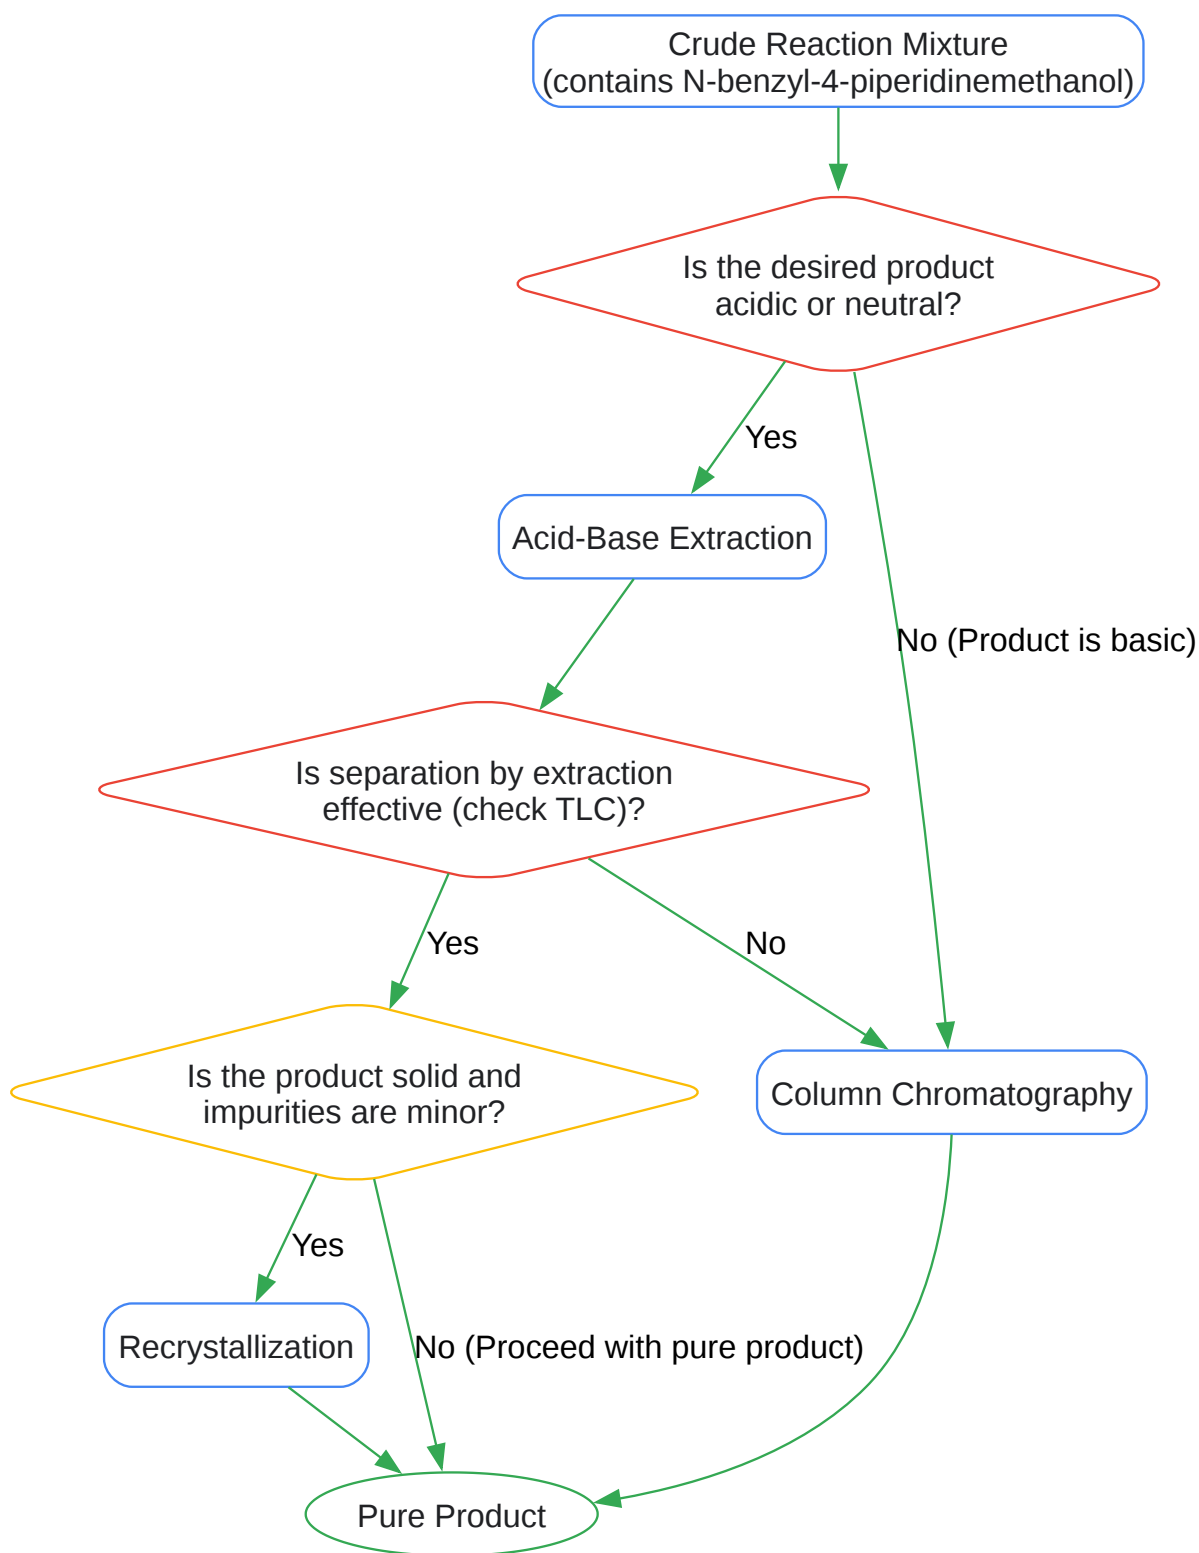 Crude Reaction Mixture
(contains N-benzyl-4-piperidinemethanol)
Is the desired product
acidic or neutral?
Yes
Acid-Base Extraction
No (Product is basic)
Is separation by extraction
effective (check TLC)?
Yes
No
Is the product solid and
impurities are minor?
Column Chromatography
Yes
Recrystallization
No (Proceed with pure product)
Pure Product